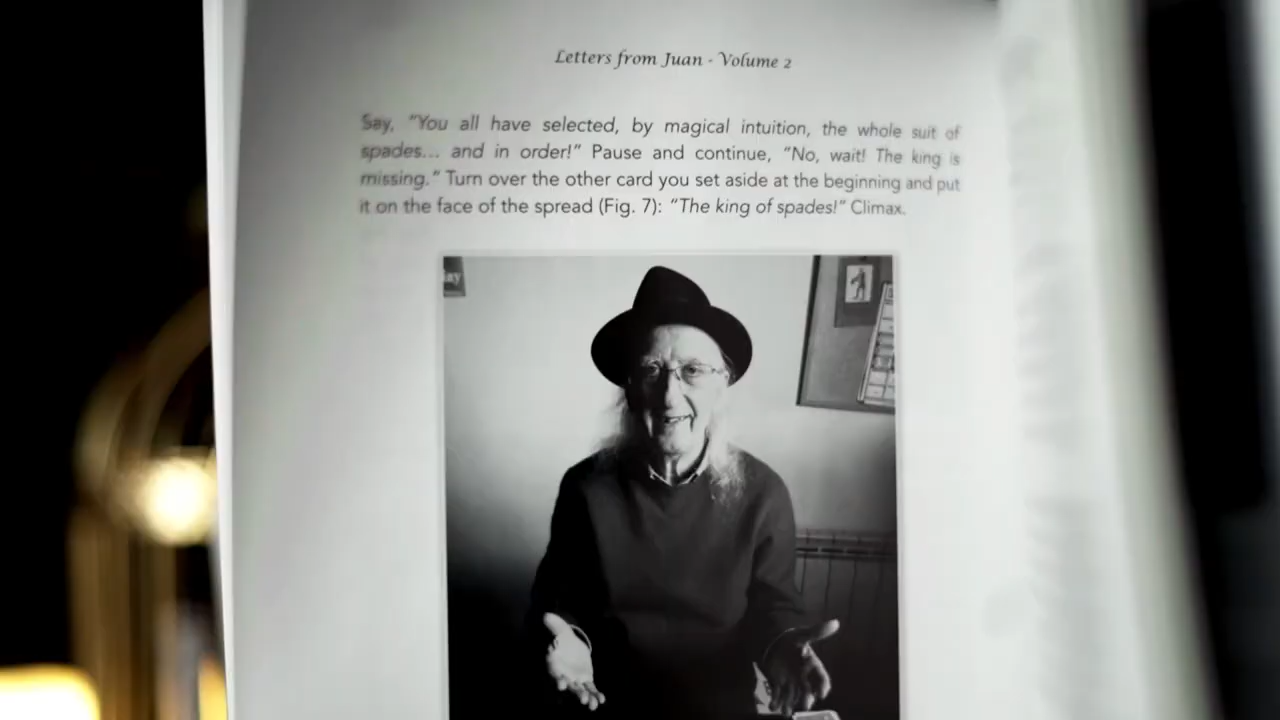 Letters from Juan - Volume 2
Say, "You all have selected, by magical intuition, the whole suit of
spades... and in order!" Pause and continue, "No, wait! The king is
missing." Turn over the other card you set aside at the beginning and put
it on the face of the spread (Fig. 7): "The king of spades!" Climax.